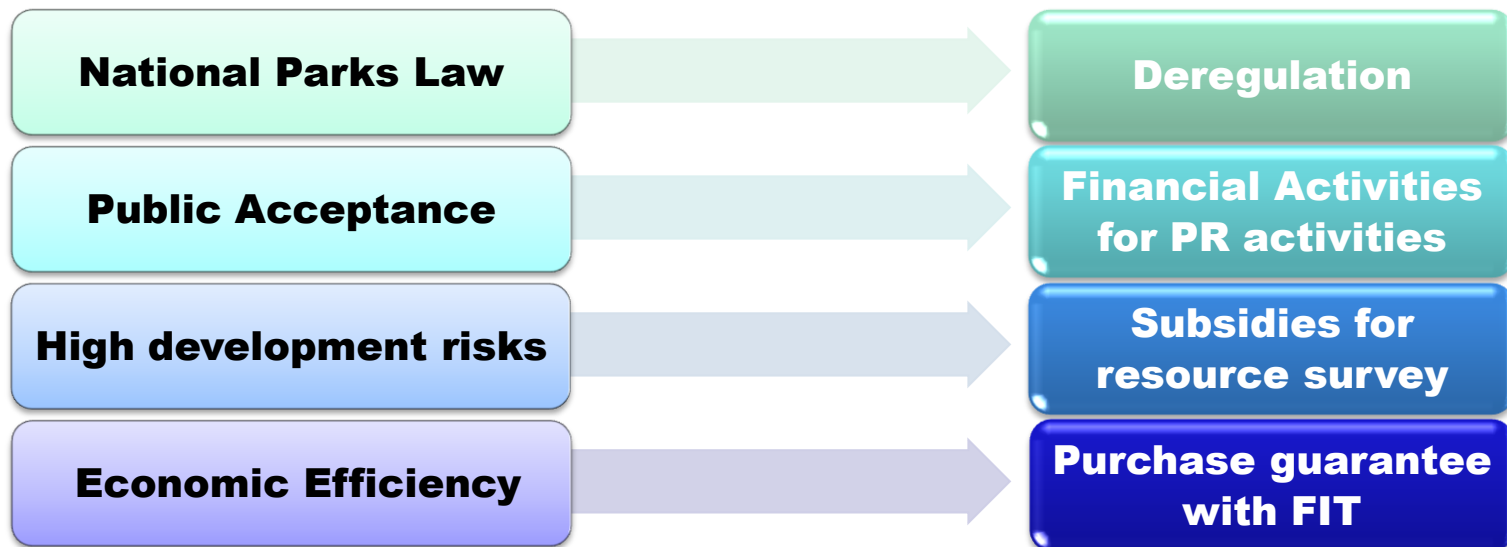 National Parks Law
Deregulation
Public Acceptance
Financial Activities
for PR activities
High development risks
Subsidies for
resource survey
Economic Efficiency
Purchase guarantee
with FIT